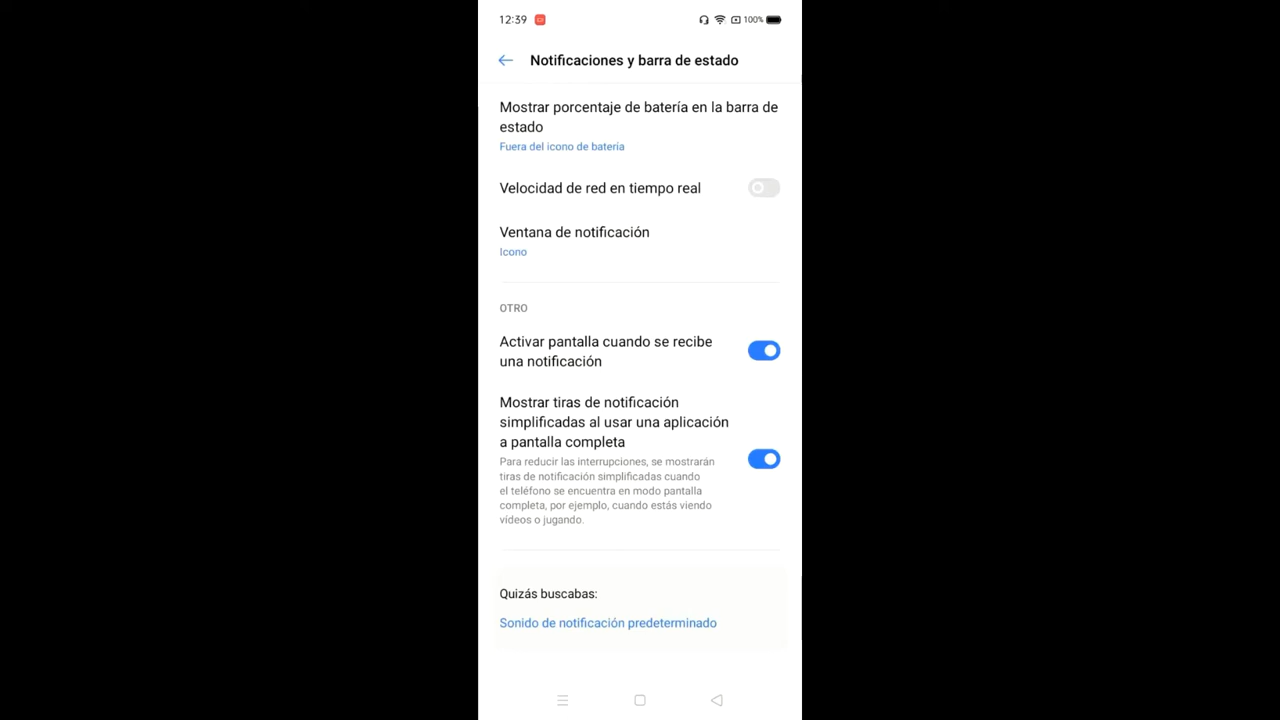 12:39
100%
Notificaciones y barra de estado
Mostrar porcentaje de batería en la barra de
estado
Fuera del icono de batería
Velocidad de red en tiempo real
Ventana de notificación
Icono
OTRO
Activar pantalla cuando se recibe
una notificación
Mostrar tiras de notificación
simplificadas al usar una aplicación
a pantalla completa
Para reducir las interrupciones, se mostrarán
tiras de notificación simplificadas cuando
el teléfono se encuentra en modo pantalla
completa, por ejemplo, cuando estás viendo
vídeos o jugando.
Quizás buscabas:
Sonido de notificación predeterminado